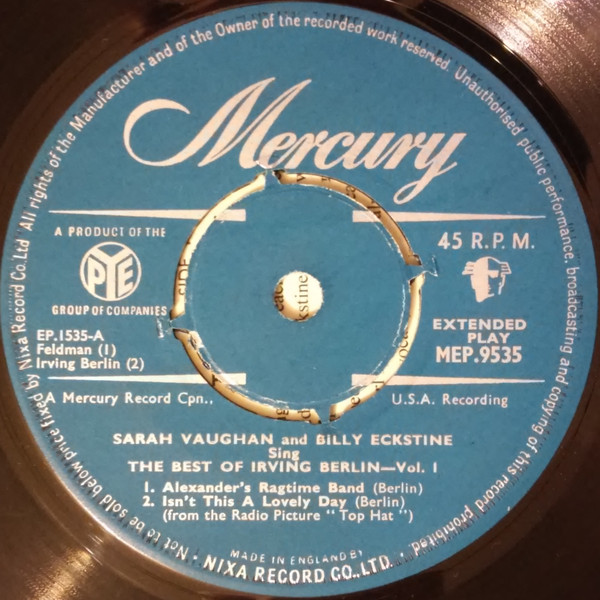 Mercury
All rights of the Manufacturer and of the Owner of the recorded work reserved. Unauthorised public performance, broadcasting and copying of this record prohibited.
Not to be sold below price fixed by Nixa Record Co. Ltd
A PRODUCT OF THE
PYE
GROUP OF COMPANIES
EP.1535-A
Feldman (1)
Irving Berlin (2)
45 R.P.M.
EXTENDED
PLAY
MEP.9535
A Mercury Record Cpn.,
U.S.A. Recording
SARAH VAUGHAN and BILLY ECKSTINE
Sing
THE BEST OF IRVING BERLIN—Vol. 1
1. Alexander's Ragtime Band (Berlin)
2. Isn't This A Lovely Day (Berlin)
(from the Radio Picture "Top Hat")
MADE IN ENGLAND BY
NIXA RECORD CO., LTD.